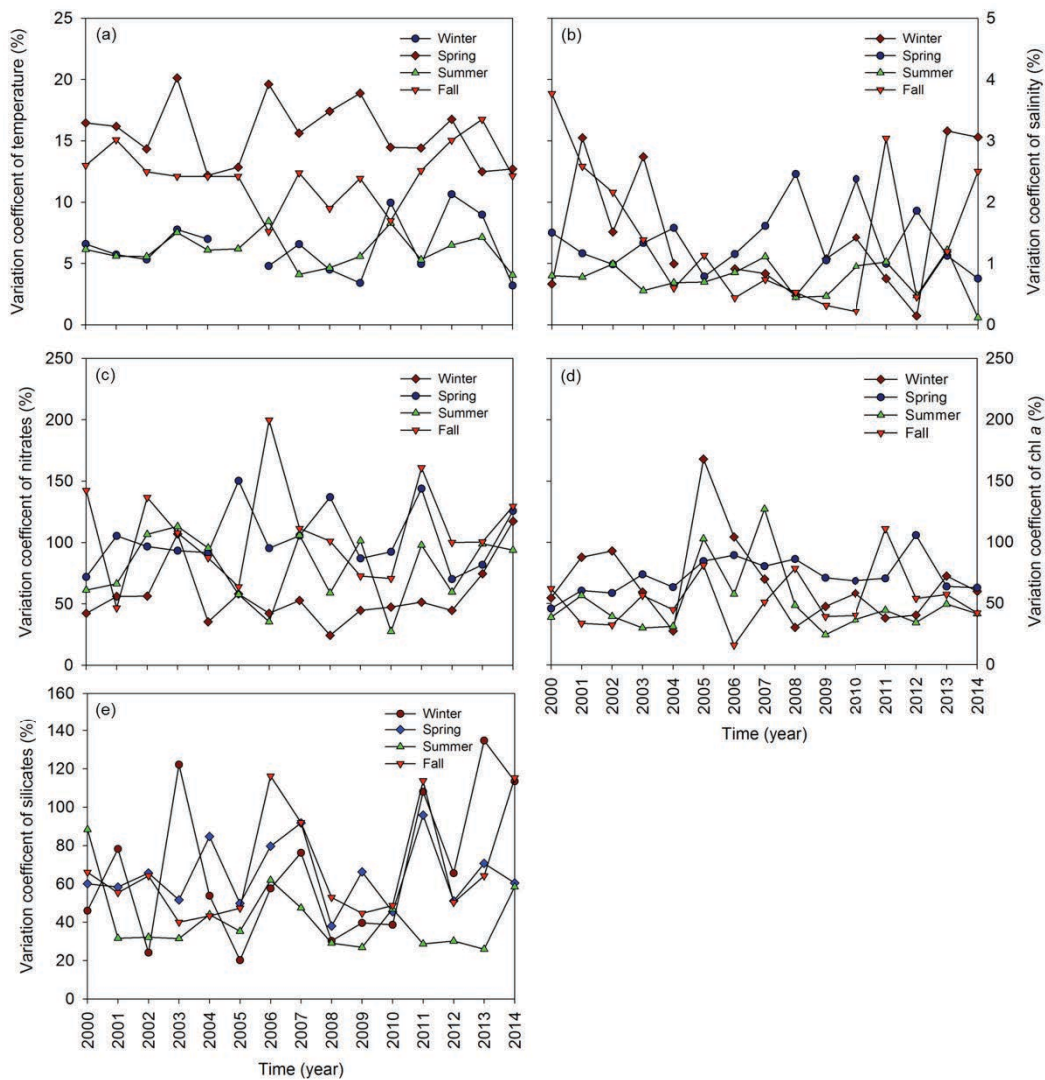 (a)
Winter
Spring
Summer
Fall
Variation coefficent of temperature (%)
25
20
15
10
5
0
(b)
Winter
Spring
Summer
Fall
Variation coefficent of salinity (%)
5
4
3
2
1
0
(c)
Winter
Spring
Summer
Fall
Variation coefficent of nitrates (%)
250
200
150
100
50
0
(d)
Winter
Spring
Summer
Fall
Variation coefficent of chl a (%)
250
200
150
100
50
0
2000 2001 2002 2003 2004 2005 2006 2007 2008 2009 2010 2011 2012 2013 2014
Time (year)
(e)
Winter
Spring
Summer
Fall
Variation coefficent of silicates (%)
160
140
120
100
80
60
40
20
0
2000 2001 2002 2003 2004 2005 2006 2007 2008 2009 2010 2011 2012 2013 2014
Time (year)